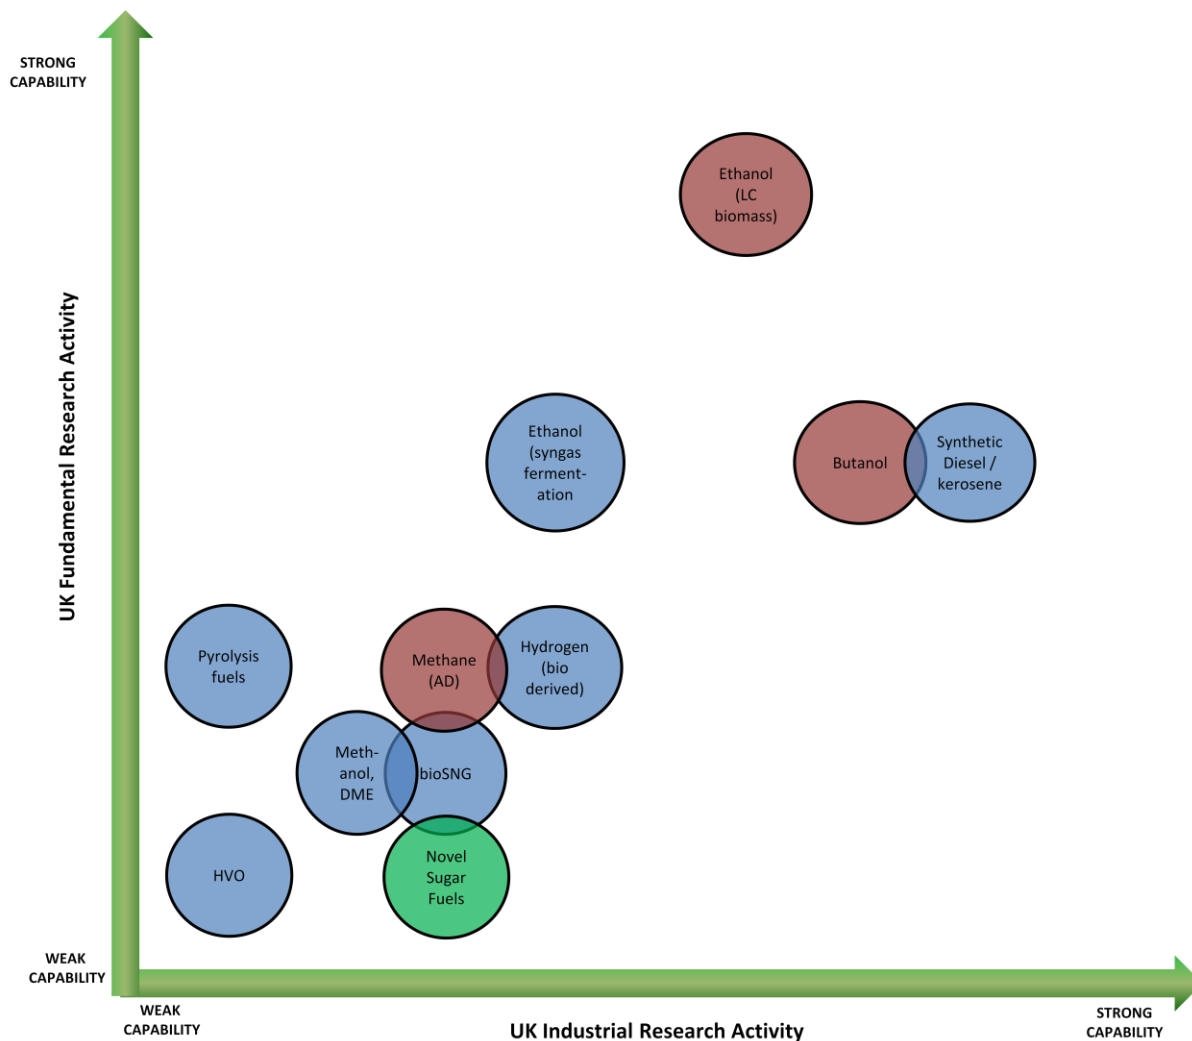 STRONG
CAPABILITY
UK Fundamental Research Activity
Ethanol
(LC
biomass)
Ethanol
(syngas
ferment-
ation
Butanol
Synthetic
Diesel /
kerosene
Pyrolysis
fuels
Methane
(AD)
Hydrogen
(bio
derived)
Meth-
anol,
DME
bioSNG
HVO
Novel
Sugar
Fuels
WEAK
CAPABILITY
WEAK
CAPABILITY
UK Industrial Research Activity
STRONG
CAPABILITY